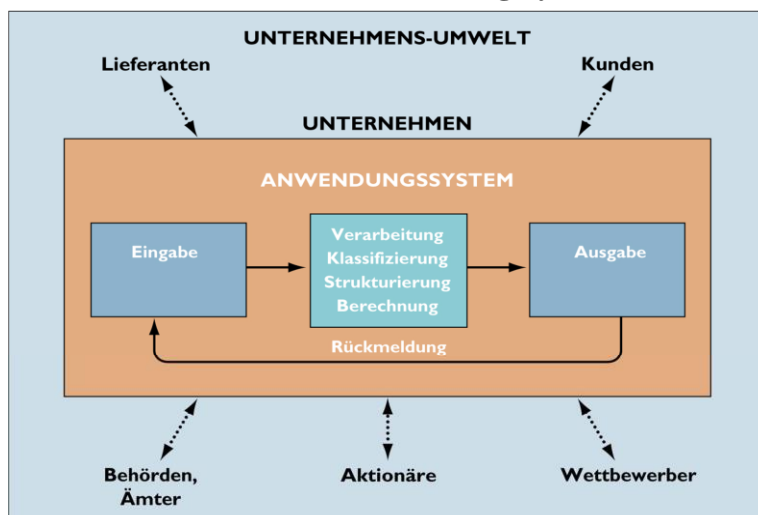 UNTERNEHMENS-UMWELT
Lieferanten
Kunden
UNTERNEHMEN
ANWENDUNGSSYSTEM
Eingabe
Verarbeitung
Klassifizierung
Strukturierung
Berechnung
Ausgabe
Rückmeldung
Behörden,
Ämter
Aktionäre
Wettbewerber